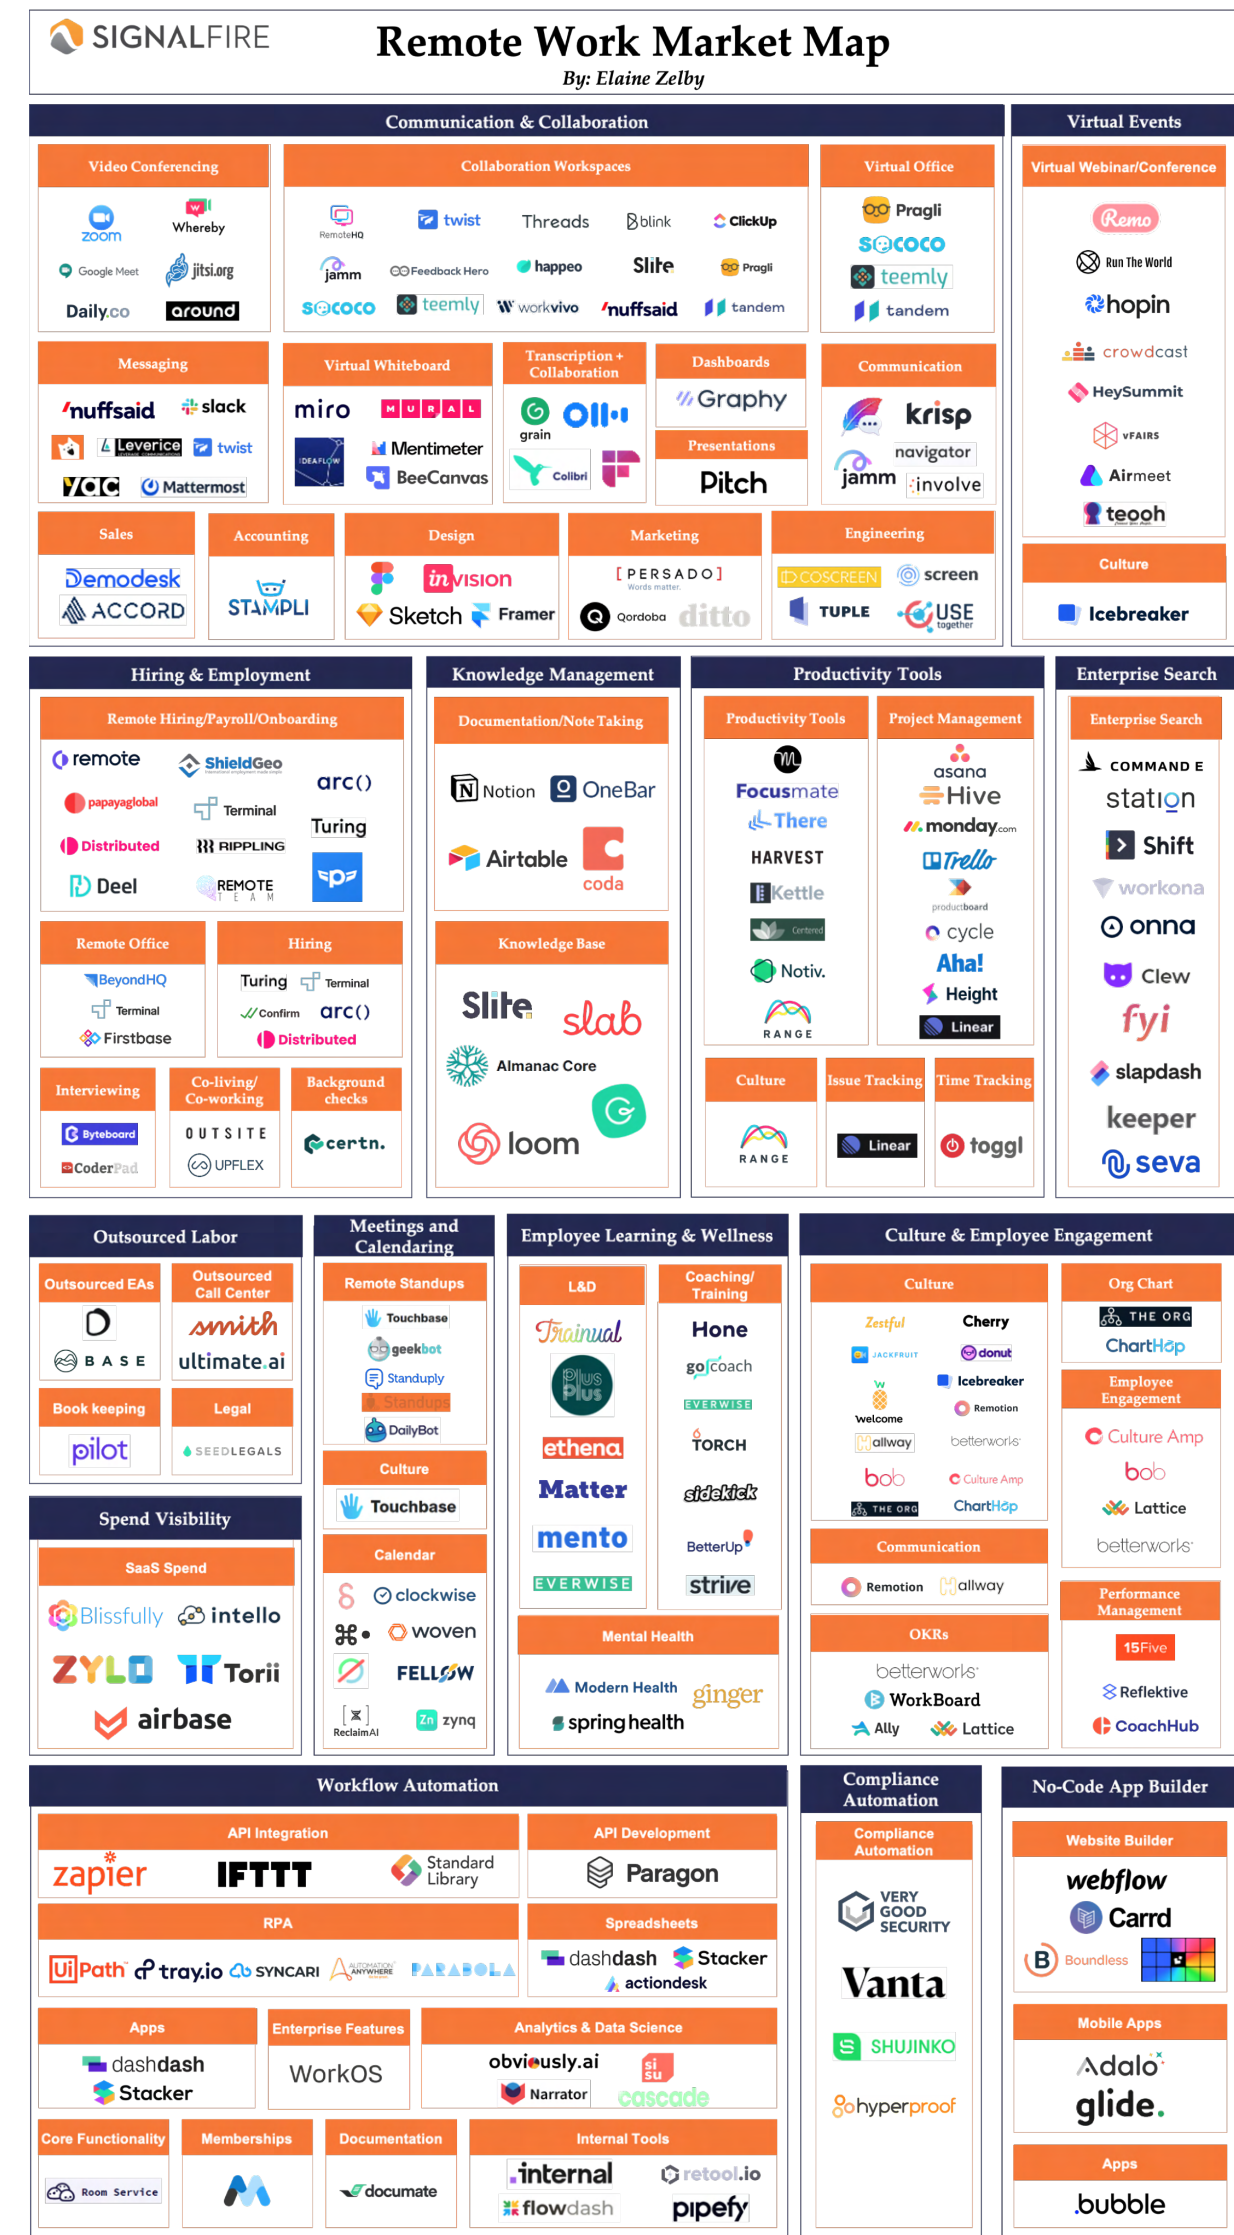 SIGNALFIRE
Remote Work Market Map
By: Elaine Zelby
Communication & Collaboration
Video Conferencing
zoom
Whereby
Google Meet
jitsi.org
Daily.co
around
Collaboration Workspaces
RemoteHQ
twist
Threads
blink
ClickUp
jamm
Feedback Hero
happeo
Slite
Pragli
sococo
teemly
workvivo
'nuffsaid
tandem
Virtual Office
Pragli
sococo
teemly
tandem
Messaging
'nuffsaid
slack
Leverice
twist
yac
Mattermost
Virtual Whiteboard
miro
MURAL
IDEAFLOW
Mentimeter
BeeCanvas
Transcription +
Collaboration
grain
Colibri
Dashboards
Graphy
Presentations
Pitch
Communication
krisp
navigator
jamm
involve
Sales
Demodesk
ACCORD
Accounting
STAMPLI
Design
inVISION
Sketch
Framer
Marketing
[PERSADO]
Words matter.
Qordoba
ditto
Engineering
COSCREEN
screen
TUPLE
USE
together
Virtual Events
Virtual Webinar/Conference
Remo
Run The World
hopin
crowdcast
HeySummit
vFAIRS
Airmeet
teooh
Culture
Icebreaker
Hiring & Employment
Remote Hiring/Payroll/Onboarding
remote
ShieldGeo
arc()
papayaglobal
Terminal
Turing
Distributed
RIPPLING
Deel
REMOTE
TEAM
Remote Office
BeyondHQ
Terminal
Firstbase
Hiring
Turing
Terminal
Confirm
arc()
Distributed
Interviewing
Byteboard
CoderPad
Co-living/
Co-working
OUTSITE
UPFLEX
Background
checks
certn.
Knowledge Management
Documentation/Note Taking
Notion
OneBar
Airtable
coda
Knowledge Base
Slite
slab
Almanac Core
loom
Productivity Tools
Productivity Tools
Focusmate
There
HARVEST
Kettle
Centered
Notiv.
RANGE
Project Management
asana
Hive
monday.com
Trello
productboard
cycle
Aha!
Height
Linear
Culture
RANGE
Issue Tracking
Linear
Time Tracking
toggl
Enterprise Search
Enterprise Search
COMMAND E
station
Shift
workona
onna
Clew
fyi
slapdash
keeper
seva
Outsourced Labor
Outsourced EAs
BASE
Outsourced
Call Center
smith
ultimate.ai
Book keeping
pilot
Legal
SEEDLEGALS
Spend Visibility
SaaS Spend
Blissfully
intello
ZYLO
Torii
airbase
Meetings and
Calendaring
Remote Standups
Touchbase
geekbot
Standuply
Standups
DailyBot
Culture
Touchbase
Calendar
clockwise
woven
FELLOW
ReclaimAI
Zn zynq
Employee Learning & Wellness
L&D
Trainual
Plus
Plus
ethena
Matter
mento
EVERWISE
Coaching/
Training
Hone
gocoach
EVERWISE
TORCH
sidekick
BetterUp
strive
Mental Health
Modern Health
ginger
spring health
Culture & Employee Engagement
Culture
Zestful
Cherry
JACKFRUIT
donut
welcome
Icebreaker
Remotion
Hallway
betterworks
bob
Culture Amp
THE ORG
ChartHop
Communication
Remotion
Hallway
OKRs
betterworks
WorkBoard
Ally
Lattice
Org Chart
THE ORG
ChartHop
Employee
Engagement
Culture Amp
bob
Lattice
betterworks
Performance
Management
15Five
Reflektive
CoachHub
Workflow Automation
API Integration
zapier
IFTTT
Standard
Library
API Development
Paragon
RPA
UiPath
tray.io
SYNCARI
AUTOMATION
ANYWHERE
PARABOLA
Spreadsheets
dashdash
Stacker
actiondesk
Apps
dashdash
Stacker
Enterprise Features
WorkOS
Analytics & Data Science
obviously.ai
si
su
Narrator
cascade
Core Functionality
Room Service
Memberships
Documentation
documate
Internal Tools
.internal
retool.io
flowdash
pipefy
Compliance
Automation
Compliance
Automation
VERY
GOOD
SECURITY
Vanta
SHUJINKO
hyperproof
No-Code App Builder
Website Builder
webflow
Carrd
B Boundless
Mobile Apps
Adalo
glide.
Apps
.bubble